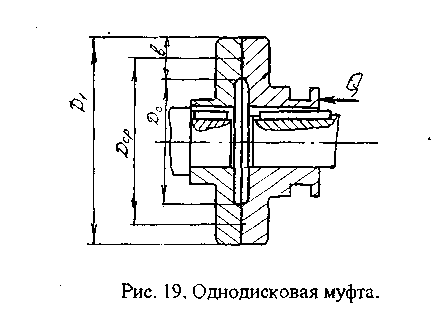 в
Q
D₁
Dср
D₀
Рис. 19. Однодисковая муфта.